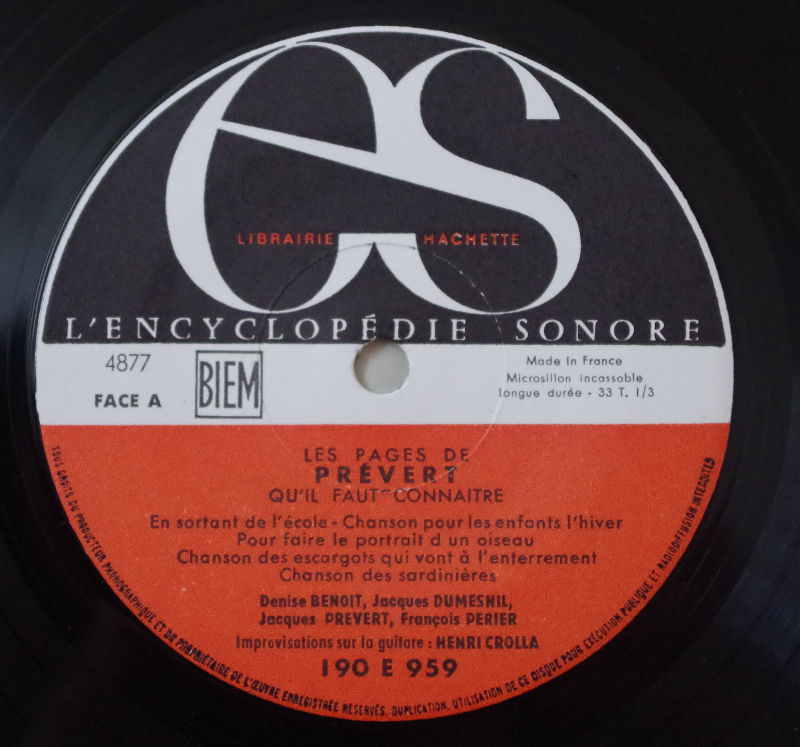 es
LIBRAIRIE HACHETTE
L'ENCYCLOPÉDIE SONORE
4877
FACE A
BIEM
Made in France
Microsillon incassable
Longue durée - 33 T. 1/3
LES PAGES DE
PRÉVERT
QU'IL FAUT CONNAITRE
En sortant de l'école - Chanson pour les enfants l'hiver
Pour faire le portrait d un oiseau
Chanson des escargots qui vont à l'enterrement
Chanson des sardinières
Denise BENOIT, Jacques DUMESNIL,
Jacques PREVERT, François PERIER
Improvisations sur la guitare : HENRI CROLLA
190 E 959
TOUS DROITS DU PRODUCTEUR PHONOGRAPHIQUE ET DU PROPRIÉTAIRE DE L'ŒUVRE ENREGISTRÉE RÉSERVÉS. DUPLICATION, UTILISATION DE CE DISQUE POUR EXÉCUTION PUBLIQUE ET RADIODIFFUSION INTERDITES